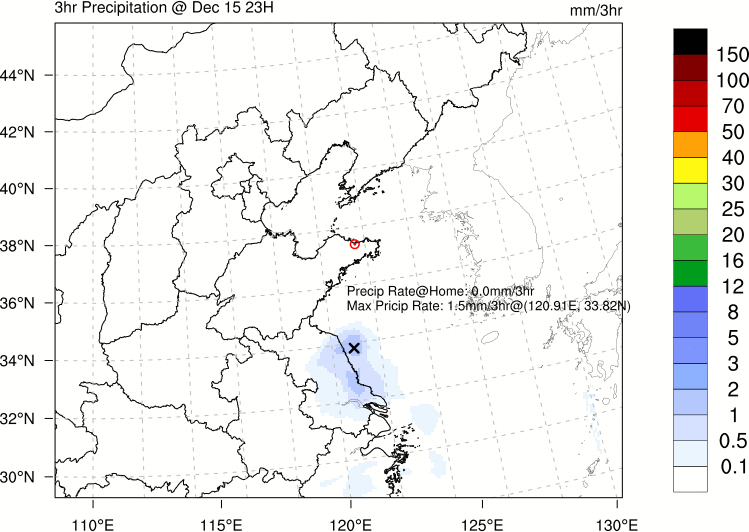 3hr Precipitation @ Dec 15 23H
mm/3hr
44°N
42°N
40°N
38°N
36°N
34°N
32°N
30°N
Precip Rate@Home: 0.0mm/3hr
Max Pricip Rate: 1.5mm/3hr@(120.91E, 33.82N)
110°E 115°E 120°E 125°E 130°E
150
100
70
50
40
30
25
20
16
12
8
5
3
2
1
0.5
0.1